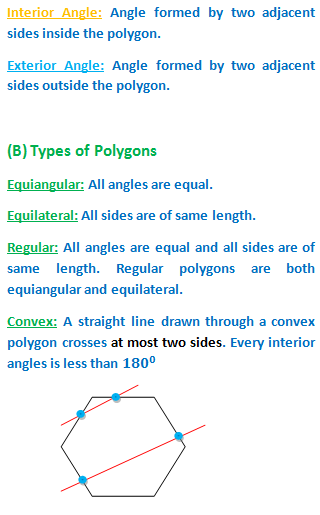 Interior Angle: Angle formed by two adjacent
sides inside the polygon.
Exterior Angle: Angle formed by two adjacent
sides outside the polygon.
(B) Types of Polygons
Equiangular: All angles are equal.
Equilateral: All sides are of same length.
Regular: All angles are equal and all sides are of
same length. Regular polygons are both
equiangular and equilateral.
Convex: A straight line drawn through a convex
polygon crosses at most two sides. Every interior
angles is less than 180⁰